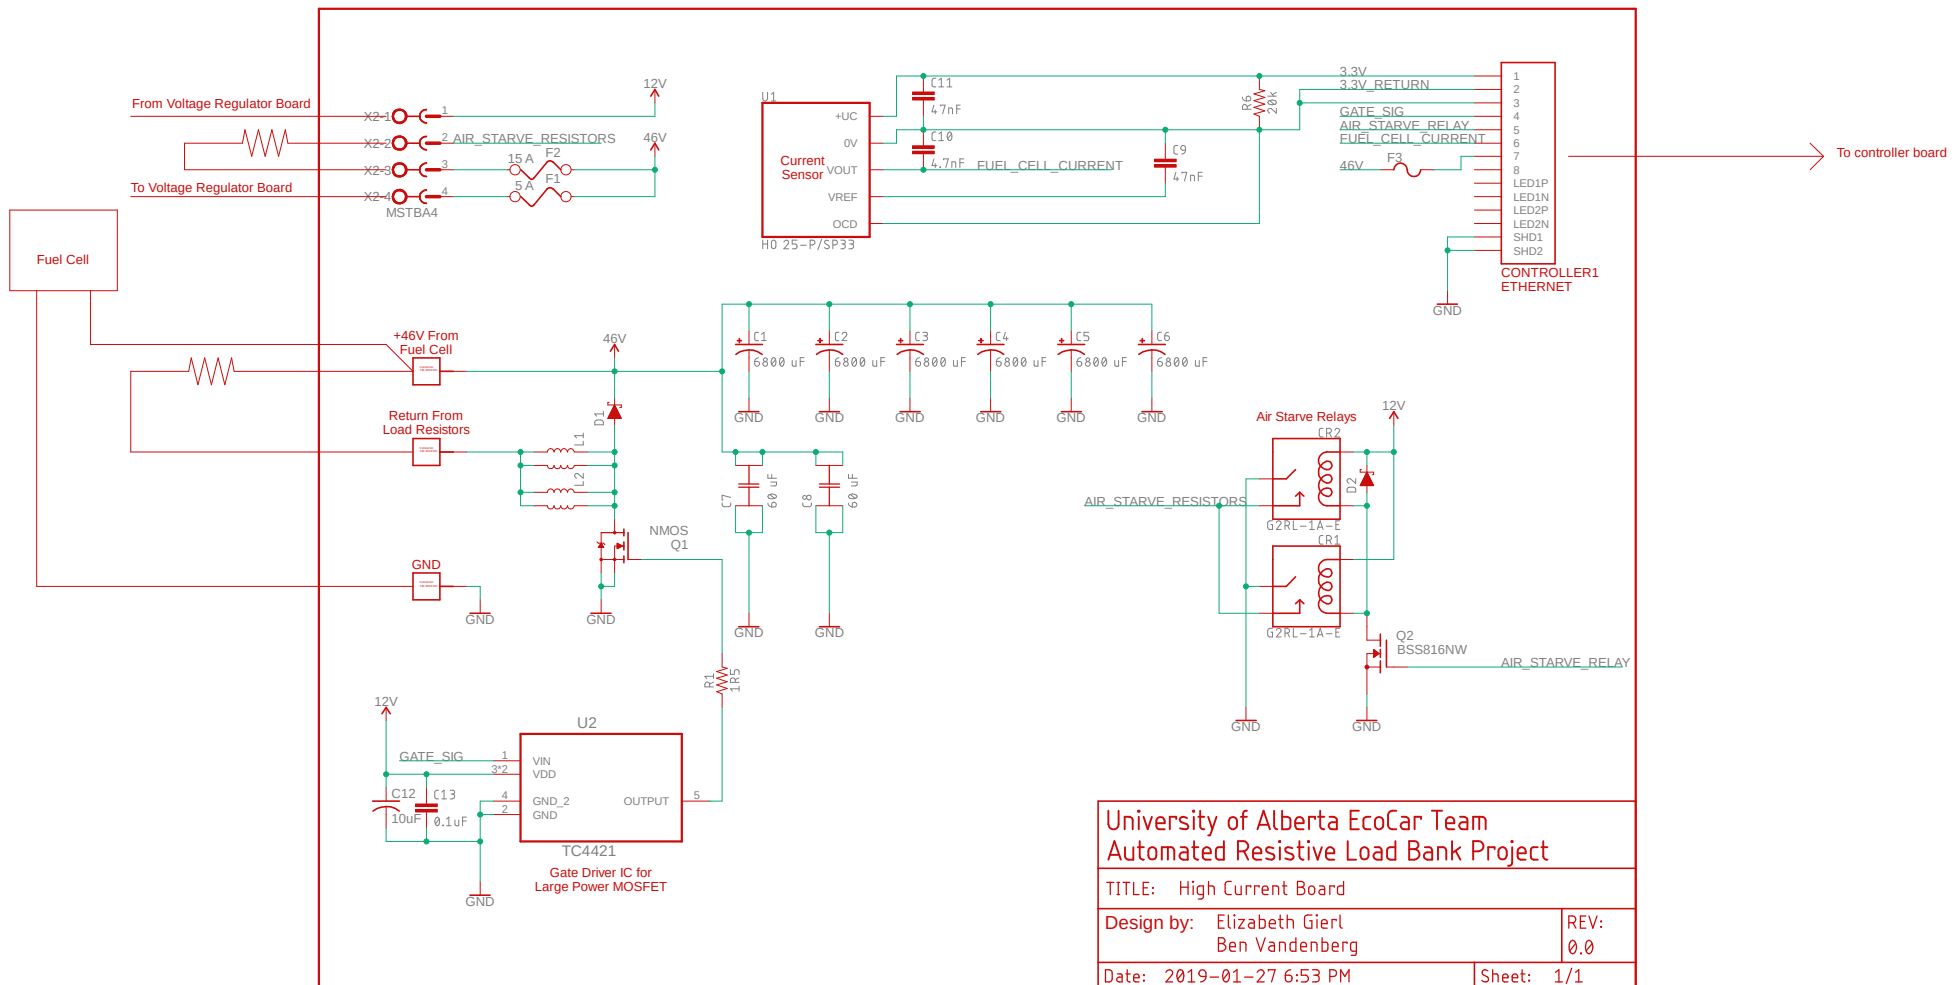 From Voltage Regulator Board
X2-1
1
12V
X2-2
2
AIR_STARVE_RESISTORS
46V
X2-3
3
15 A
F2
To Voltage Regulator Board
X2-4
4
5 A
F1
MSTBA4
Fuel Cell
U1
Current
Sensor
+UC
0V
VOUT
VREF
OCD
HO 25-P/SP33
C11
47nF
C10
4.7nF
FUEL_CELL_CURRENT
C9
47nF
R6
20k
3.3V
3.3V_RETURN
GATE_SIG
AIR_STARVE_RELAY
FUEL_CELL_CURRENT
46V
F3
1
2
3
4
5
6
7
8
LED1P
LED1N
LED2P
LED2N
SHD1
SHD2
CONTROLLER1
ETHERNET
GND
To controller board
+46V From
Fuel Cell
46V
D1
Return From
Load Resistors
L1
L2
NMOS
Q1
GND
GND
GND
C1
6800 uF
GND
C2
6800 uF
GND
C3
6800 uF
GND
C4
6800 uF
GND
C5
6800 uF
GND
C6
6800 uF
GND
C7
60 uF
GND
C8
60 uF
GND
R1
1R5
Air Starve Relays
12V
CR2
D2
AIR_STARVE_RESISTORS
G2RL-1A-E
CR1
G2RL-1A-E
Q2
BSS816NW
AIR_STARVE_RELAY
GND
GND
12V
GATE_SIG
C12
10uF
C13
0.1uF
GND
U2
1
3*2
4
2
VIN
VDD
GND_2
GND
OUTPUT
5
TC4421
Gate Driver IC for
Large Power MOSFET
University of Alberta EcoCar Team
Automated Resistive Load Bank Project
TITLE: High Current Board
Design by: Elizabeth Gierl
Ben Vandenberg
REV:
0.0
Date: 2019-01-27 6:53 PM
Sheet: 1/1